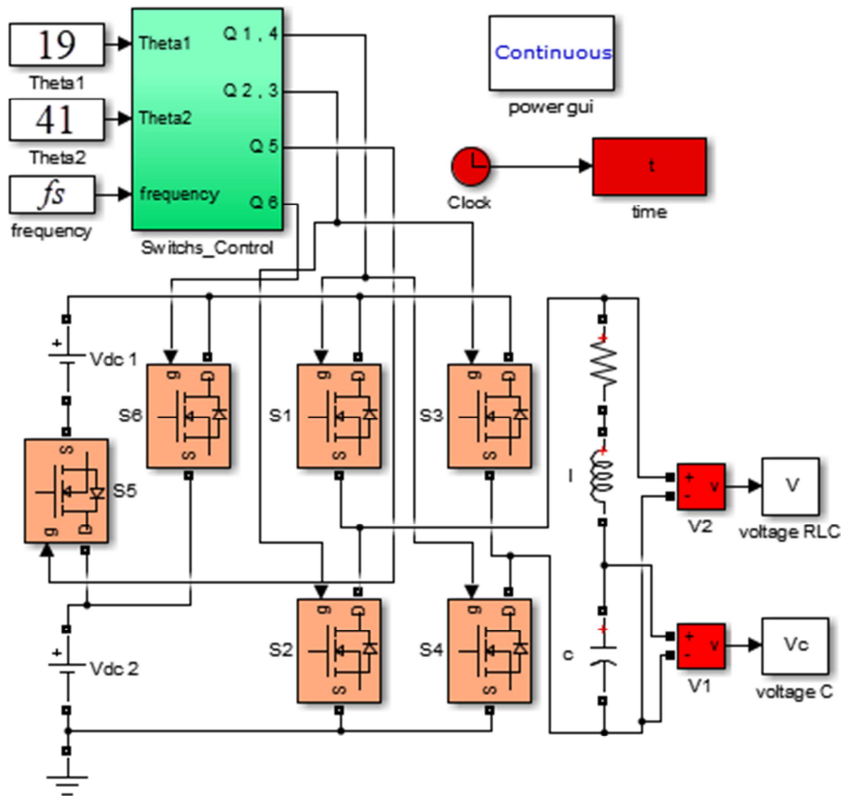 19
Theta1
41
Theta2
fs
frequency
Theta1
Theta2
frequency
Q 1 , 4
Q 2 , 3
Q 5
Q 6
Switchs_Control
Continuous
powergui
Clock
t
time
Vdc 1
g
D
S
S6
g
D
S
S1
g
D
S
S3
S
g
D
S5
l
+
-
v
V2
V
voltage RLC
Vdc 2
g
D
S
S2
g
D
S
S4
c
+
-
v
V1
Vc
voltage C